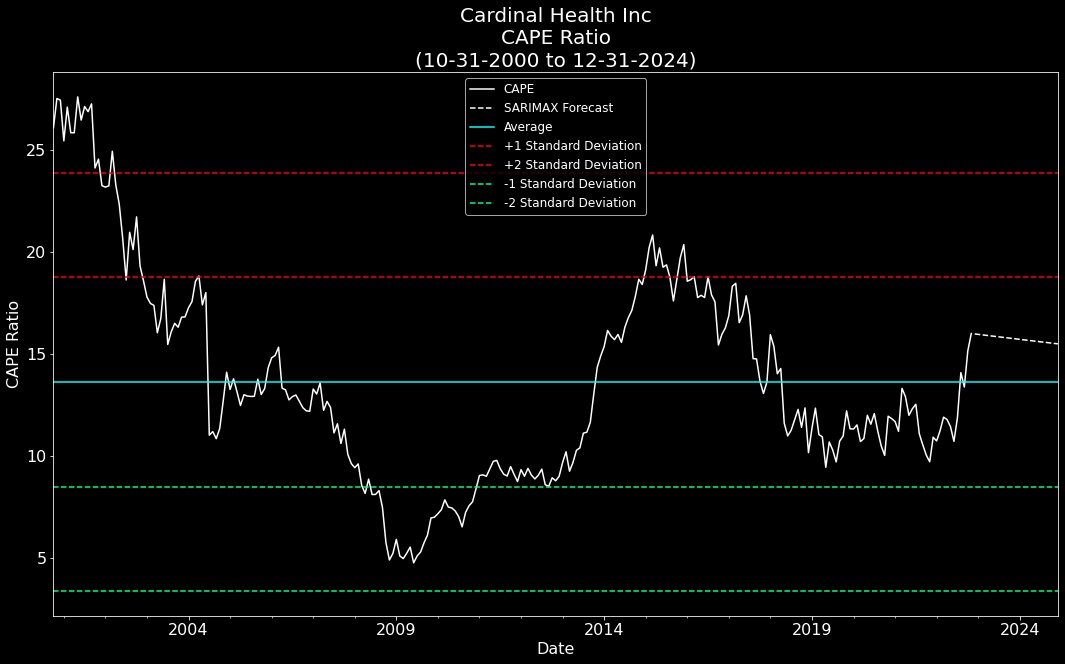 Cardinal Health Inc
CAPE Ratio
(10-31-2000 to 12-31-2024)
CAPE
SARIMAX Forecast
Average
+1 Standard Deviation
+2 Standard Deviation
-1 Standard Deviation
-2 Standard Deviation
CAPE Ratio
25
20
15
10
5
2004 2009 2014 2019 2024
Date